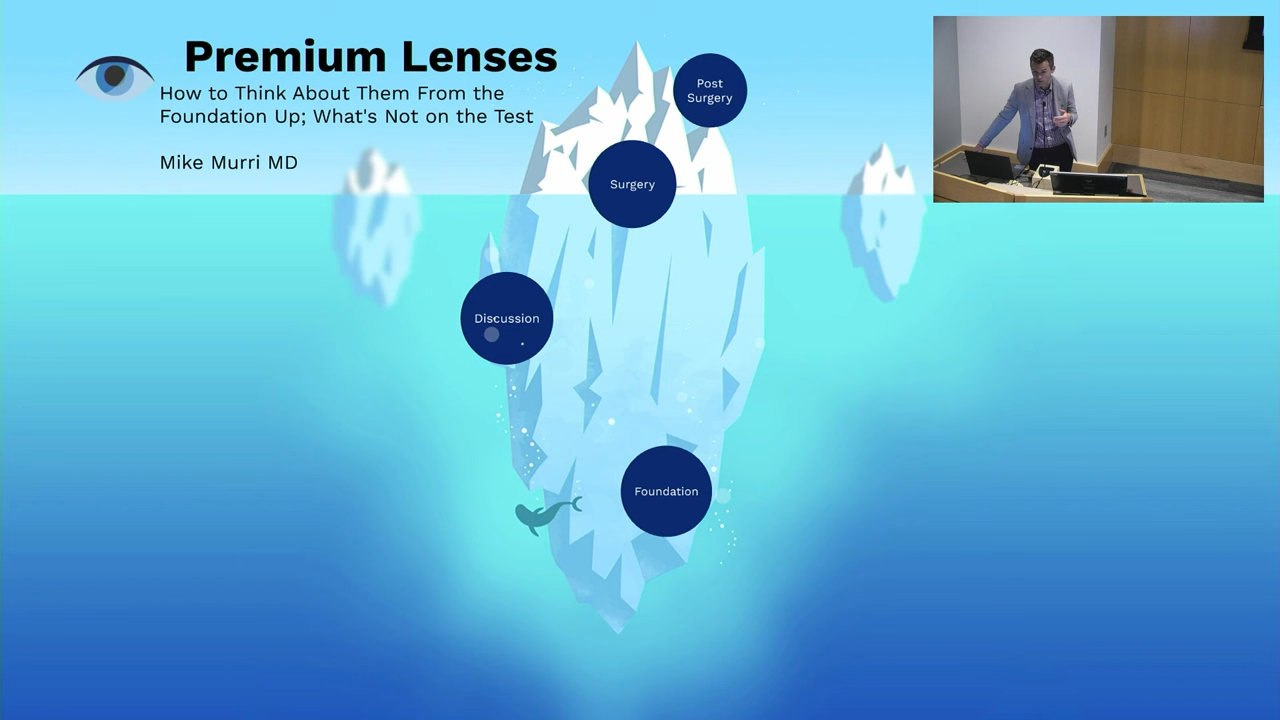 Premium Lenses
How to Think About Them From the
Foundation Up; What's Not on the Test
Mike Murri MD
Post
Surgery
Surgery
Discussion
Foundation